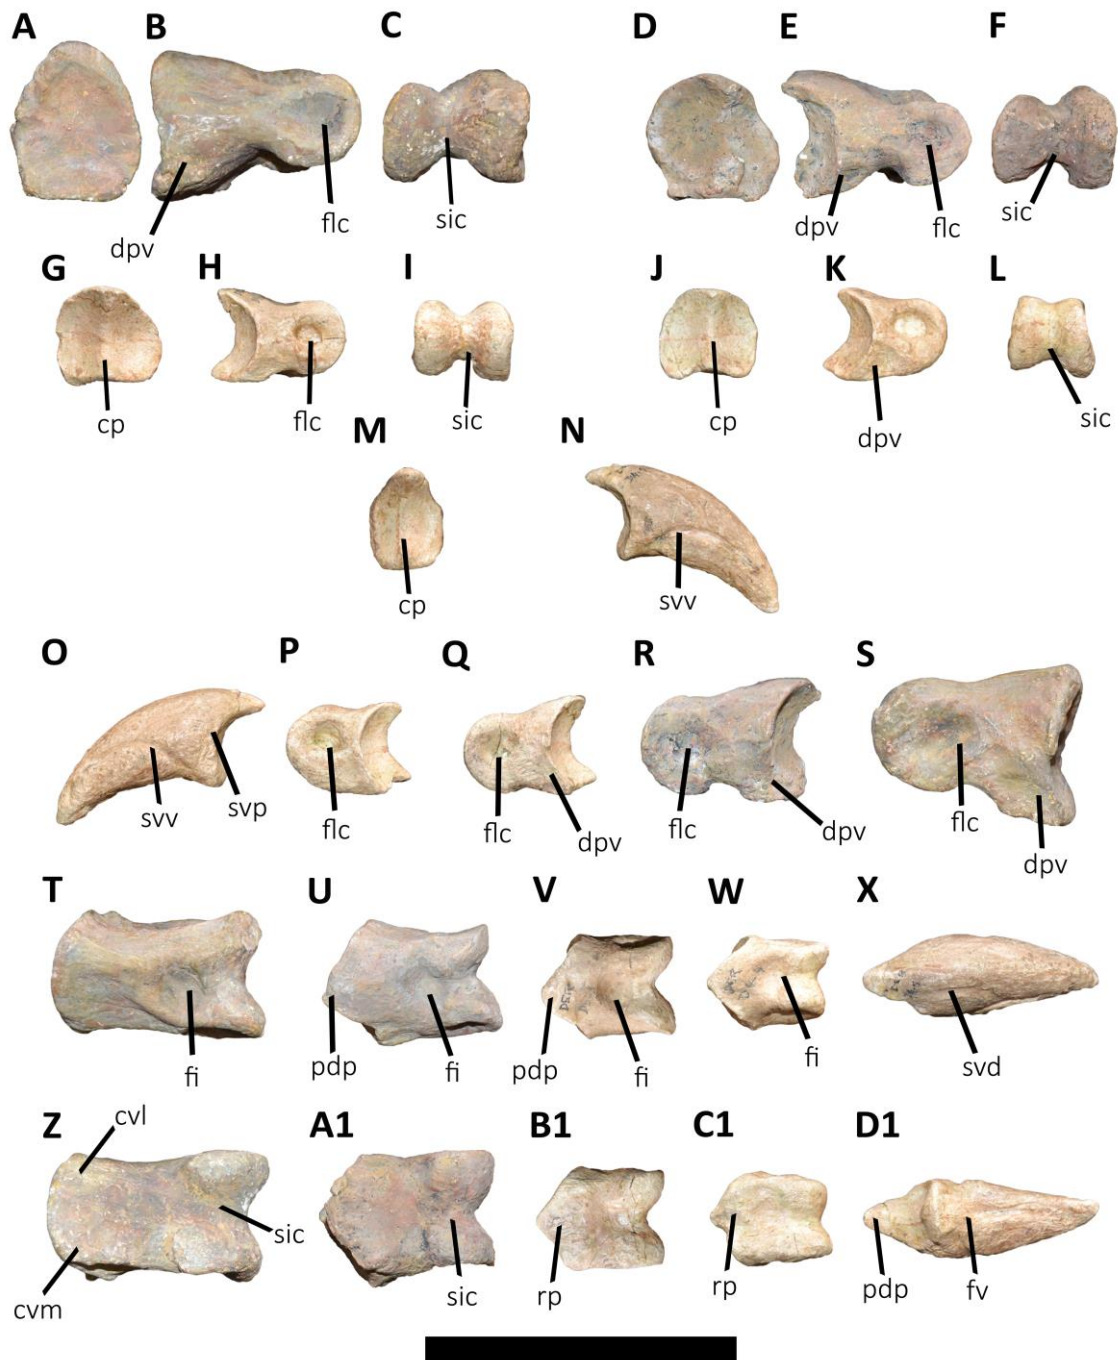 A B C D E F
dpv flc sic dpv flc sic
G H I J K L
cp flc sic cp dpv sic
M N
cp svv
O P Q R S
svv svp flc flc dpv flc dpv flc dpv
T U V W X
fi pdp fi pdp fi fi svd
Z A1 B1 C1 D1
cvl
sic
cvm sic rp rp pdp fv